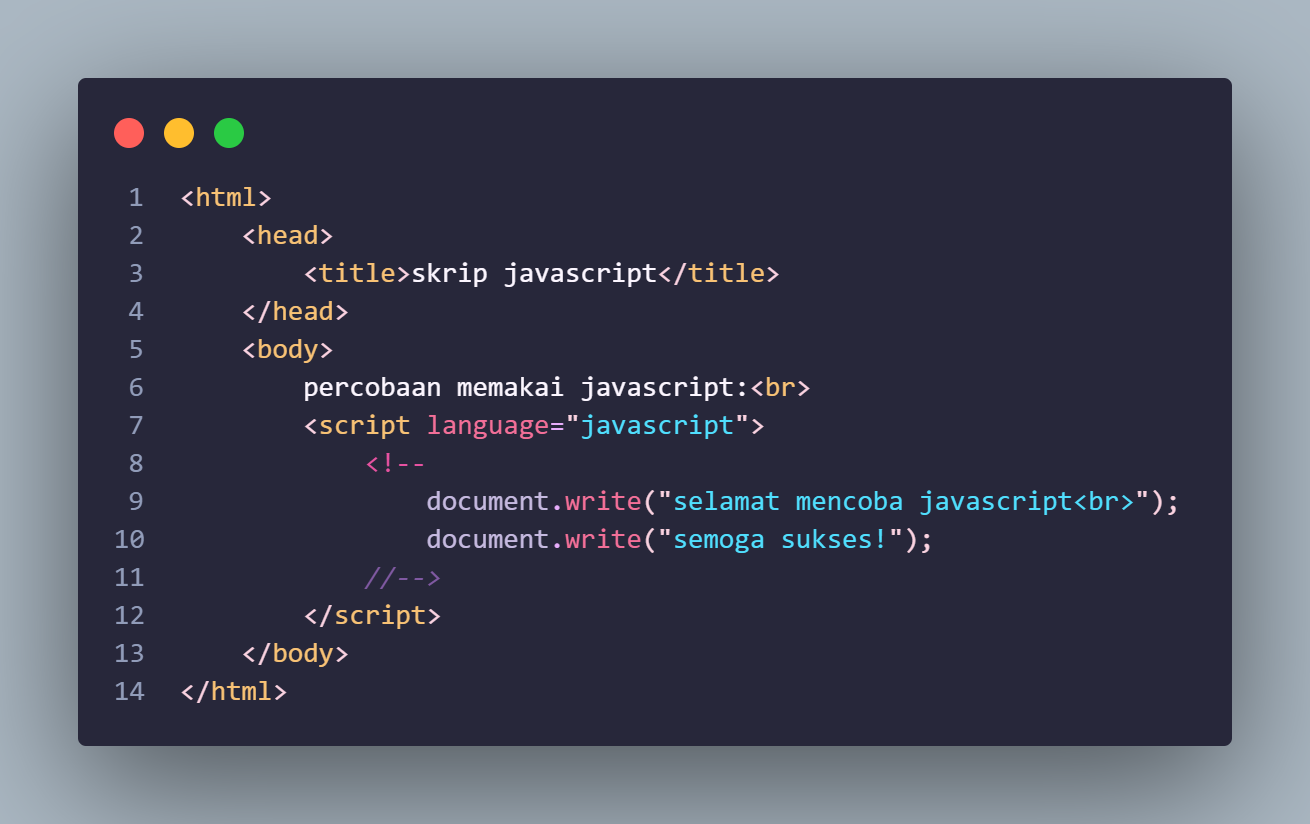 1 <html>
2     <head>
3         <title>skrip javascript</title>
4     </head>
5     <body>
6         percobaan memakai javascript:<br>
7         <script language="javascript">
8             <!--
9                 document.write("selamat mencoba javascript<br>");
10                 document.write("semoga sukses!");
11             //-->
12         </script>
13     </body>
14 </html>